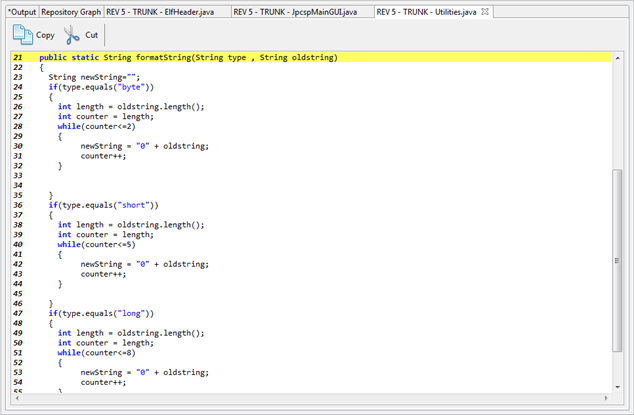 *Output Repository Graph REV 5 - TRUNK - ElfHeader.java REV 5 - TRUNK - JpcspMainGUI.java REV 5 - TRUNK - Utilities.java
Copy Cut
21 public static String formatString(String type , String oldstring)
22 {
23 String newString="";
24 if(type.equals("byte"))
25 {
26 int length = oldstring.length();
27 int counter = length;
28 while(counter<=2)
29 {
30 newString = "0" + oldstring;
31 counter++;
32 }
33
34
35 }
36 if(type.equals("short"))
37 {
38 int length = oldstring.length();
39 int counter = length;
40 while(counter<=5)
41 {
42 newString = "0" + oldstring;
43 counter++;
44 }
45
46 }
47 if(type.equals("long"))
48 {
49 int length = oldstring.length();
50 int counter = length;
51 while(counter<=8)
52 {
53 newString = "0" + oldstring;
54 counter++;
55 }